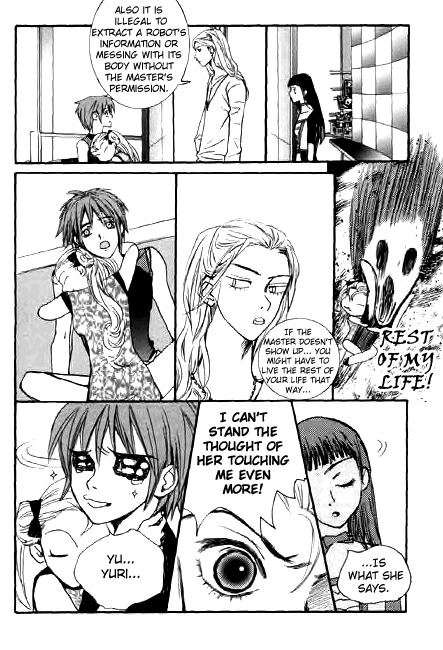 ALSO IT IS
ILLEGAL TO
EXTRACT A ROBOT'S
INFORMATION OR
MESSING WITH ITS
BODY WITHOUT
THE MASTER'S
PERMISSION.
IF THE
MASTER DOESN'T
SHOW UP... YOU
MIGHT HAVE TO
LIVE THE REST OF
YOUR LIFE THAT
WAY...
REST
OF MY
LIFE!
YU...
YURI...
I CAN'T
STAND THE
THOUGHT OF
HER TOUCHING
ME EVEN
MORE!
...IS
WHAT SHE
SAYS.